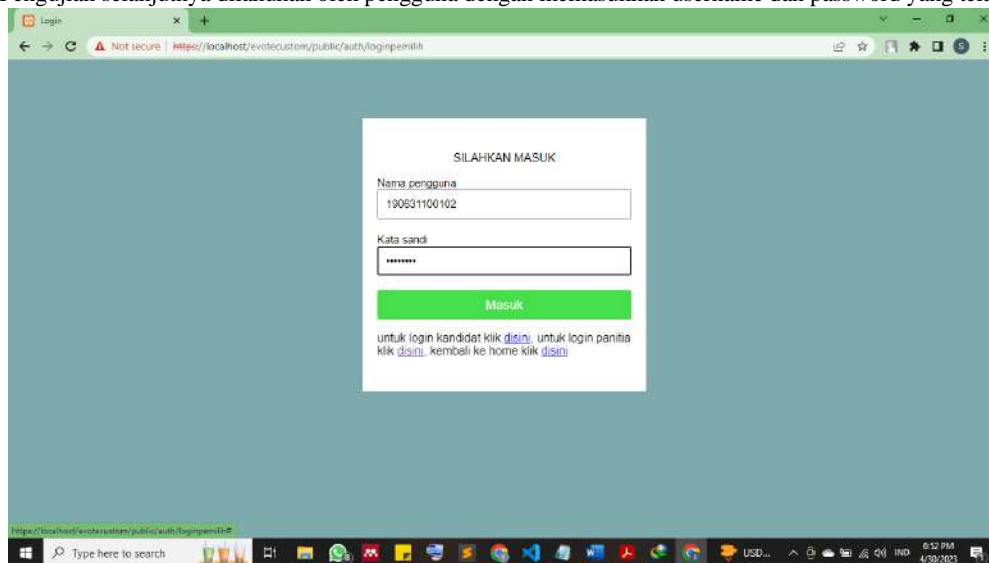 Pengujian selanjutnya dilakukan oleh pengguna dengan memasukkan username dan password yang
Login
Not secure | https://localhost/evotecustom/public/auth/loginpemilih
SILAHKAN MASUK
Nama pengguna
190631100102
Kata sandi
••••••••
Masuk
untuk login kandidat klik disini, untuk login panitia
klik disini, kembali ke home klik disini
https://localhost/evotecustom/public/auth/loginpemilih#
Type here to search
USD...
IND
6:52 PM
4/30/2023